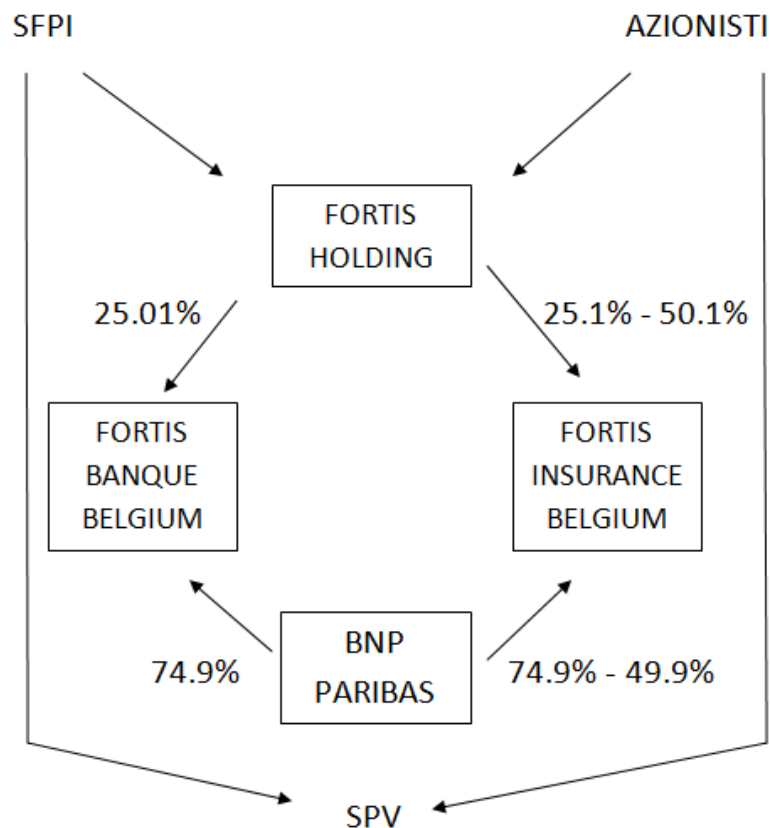 SFPI
AZIONISTI
FORTIS
HOLDING
25.01%
25.1% - 50.1%
FORTIS
BANQUE
BELGIUM
FORTIS
INSURANCE
BELGIUM
BNP
PARIBAS
74.9%
74.9% - 49.9%
SPV